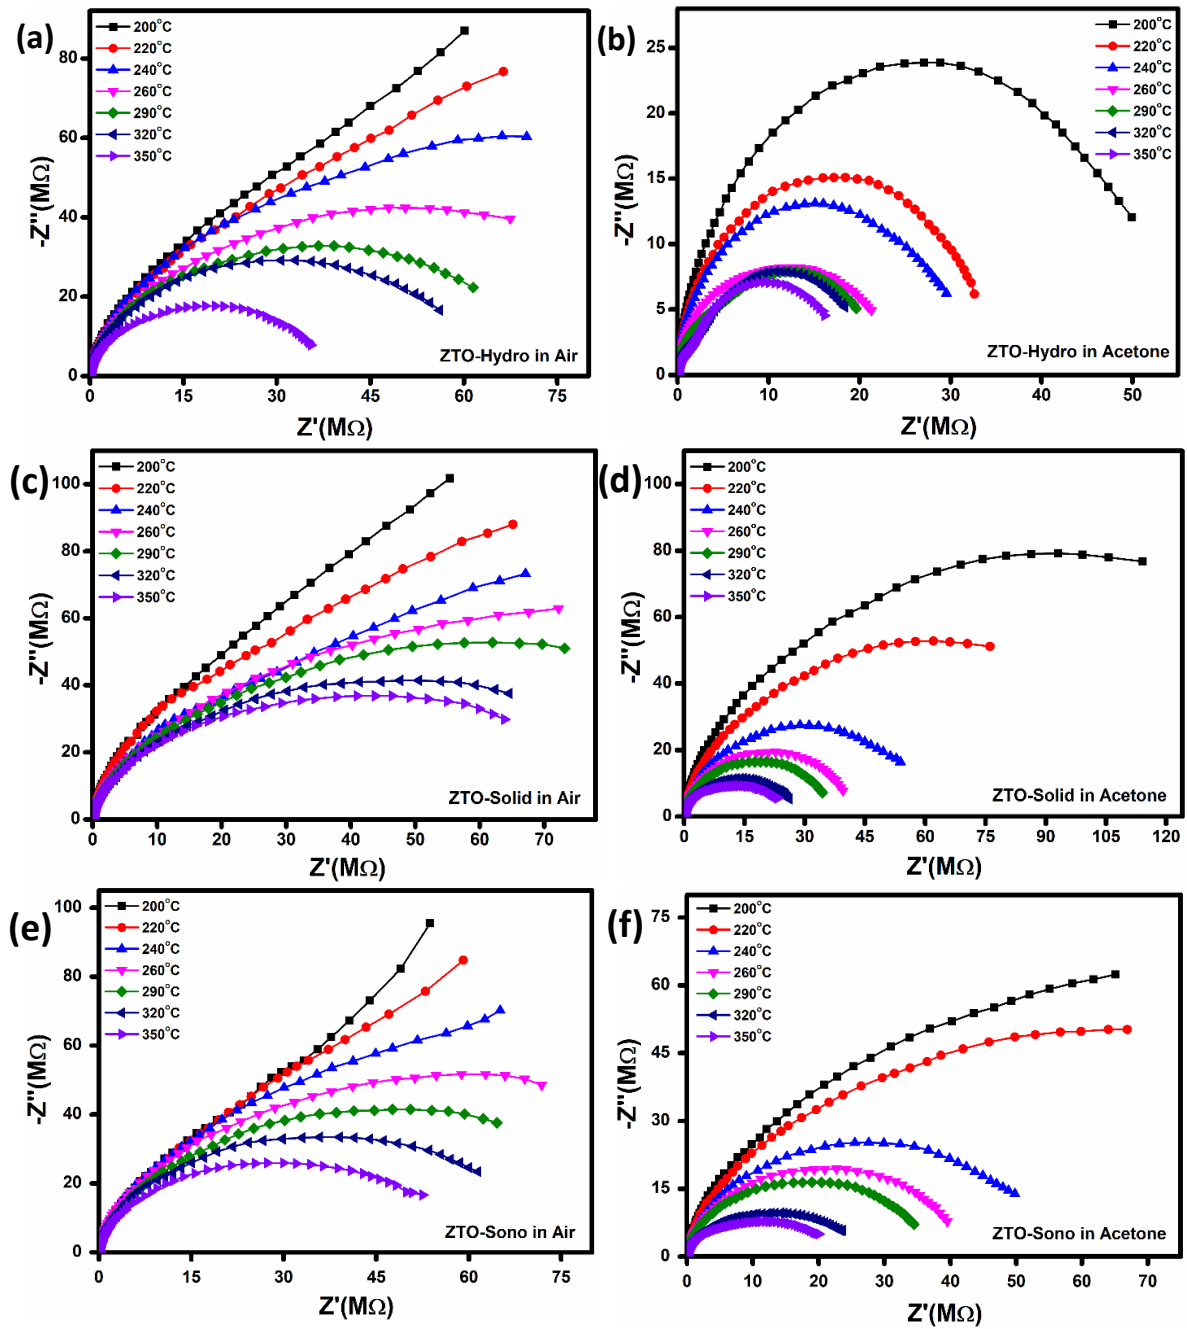 (a)
200°C
220°C
240°C
260°C
290°C
320°C
350°C
80
60
40
20
0
0 15 30 45 60 75
-Z"(MΩ)
Z'(MΩ)
ZTO-Hydro in Air
(b)
200°C
220°C
240°C
260°C
290°C
320°C
350°C
25
20
15
10
5
0
0 10 20 30 40 50
-Z"(MΩ)
Z'(MΩ)
ZTO-Hydro in Acetone
(c)
200°C
220°C
240°C
260°C
290°C
320°C
350°C
100
80
60
40
20
0
0 10 20 30 40 50 60 70
-Z"(MΩ)
Z'(MΩ)
ZTO-Solid in Air
(d)
200°C
220°C
240°C
260°C
290°C
320°C
350°C
100
80
60
40
20
0
0 15 30 45 60 75 90 105 120
-Z"(MΩ)
Z'(MΩ)
ZTO-Solid in Acetone
(e)
200°C
220°C
240°C
260°C
290°C
320°C
350°C
100
80
60
40
20
0
0 15 30 45 60 75
-Z"(MΩ)
Z'(MΩ)
ZTO-Sono in Air
(f)
200°C
220°C
240°C
260°C
290°C
320°C
350°C
75
60
45
30
15
0
0 10 20 30 40 50 60 70
-Z"(MΩ)
Z'(MΩ)
ZTO-Sono in Acetone